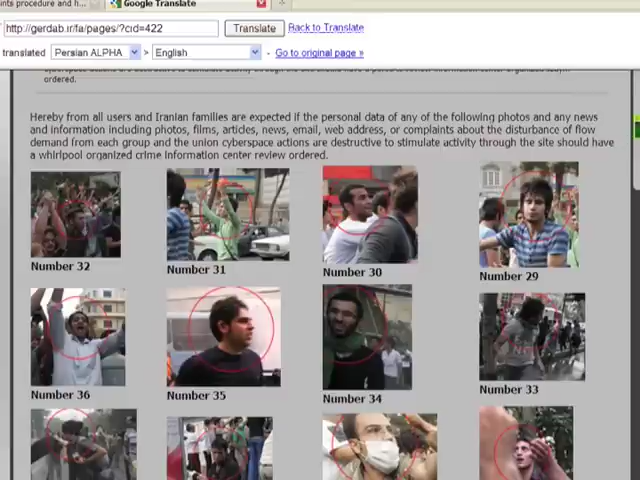 Google Translate
http://gerdab.ir/fa/pages/?cid=422 Translate Back to Translate
translated Persian ALPHA > English - Go to original page »
ordered.
Hereby from all users and Iranian families are expected if the personal data of any of the following photos and any news
and information including photos, films, articles, news, email, web address, or complaints about the disturbance of flow
demand from each group and the union cyberspace actions are destructive to stimulate activity through the site should have
a whirlpool organized crime information center review ordered.
Number 32 Number 31 Number 30 Number 29
Number 36 Number 35 Number 34 Number 33